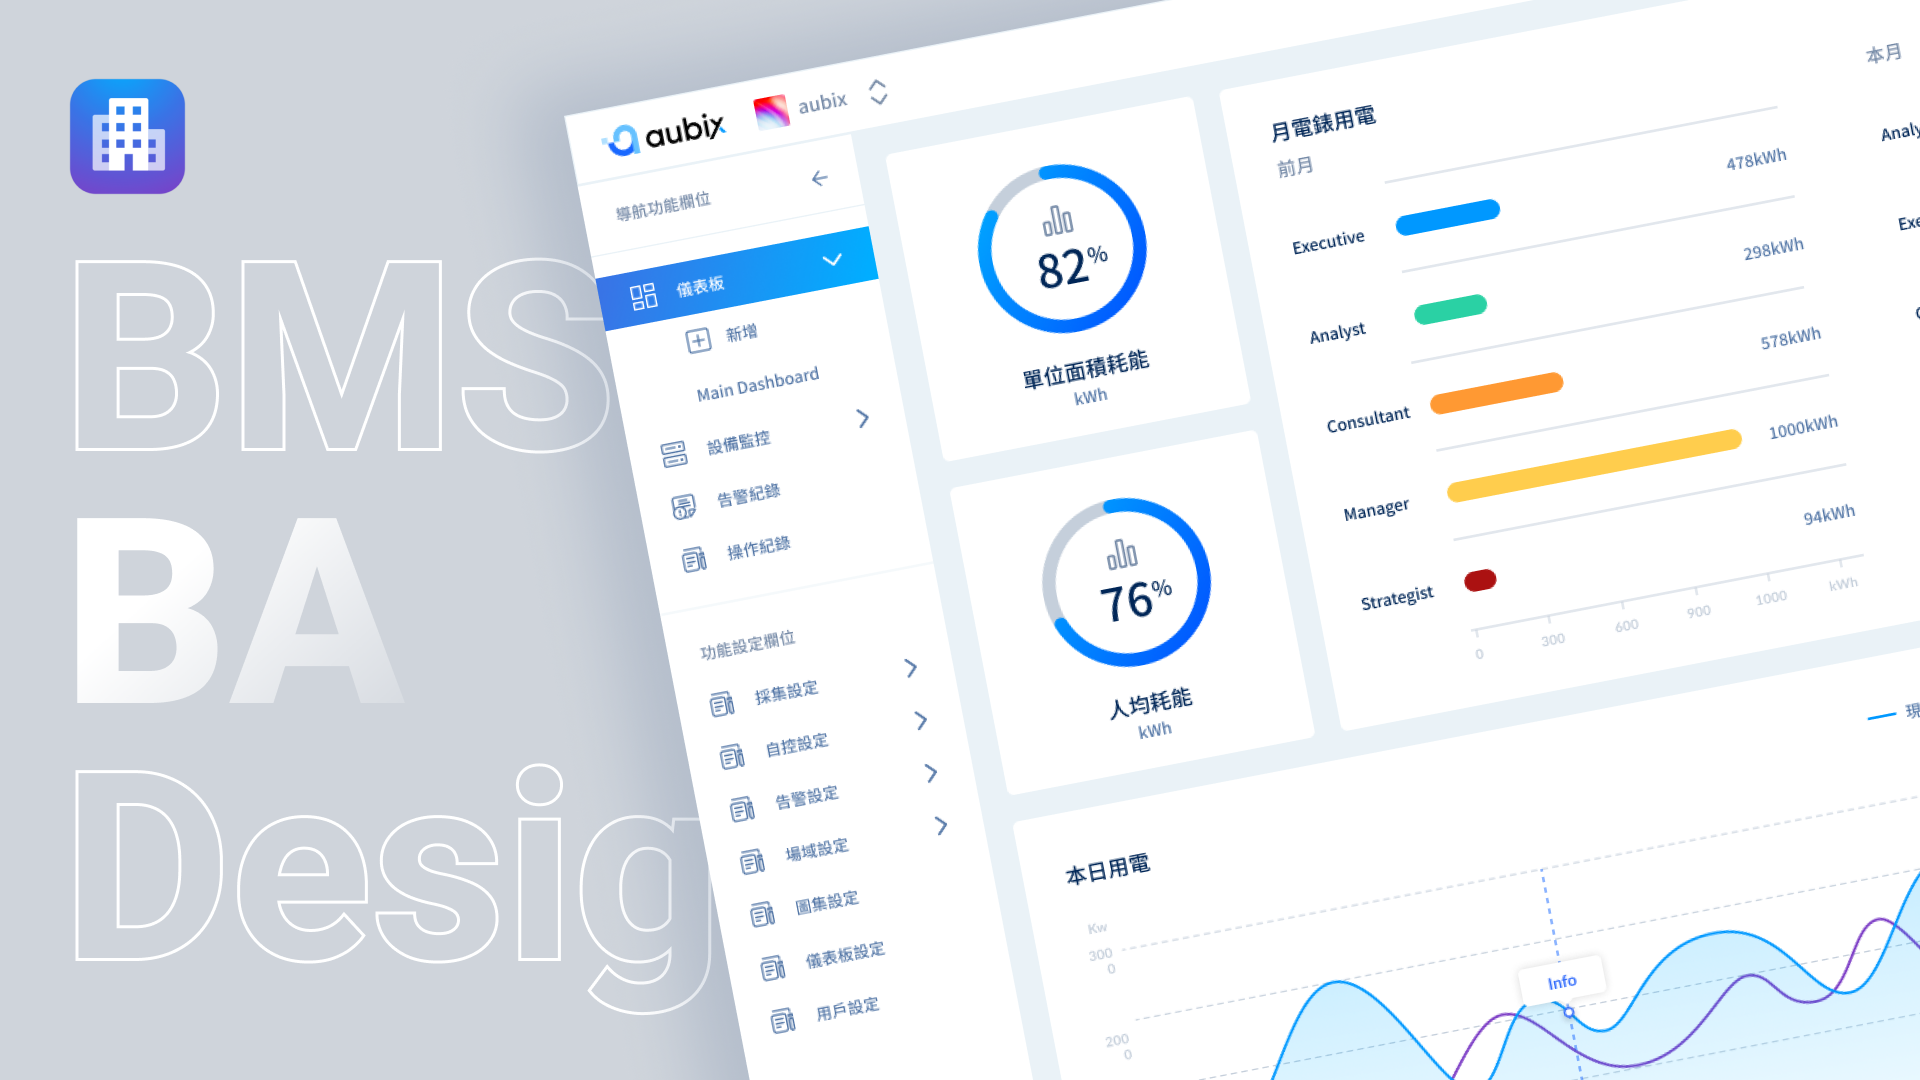 BMS
BA
Desig
aubix
aubix
導航功能欄位
儀表板
新增
Main Dashboard
設備監控
告警紀錄
操作紀錄
功能設定欄位
採集設定
自控設定
告警設定
場域設定
圖集設定
儀表板設定
用戶設定
82%
單位面積耗能
kWh
76%
人均耗能
kWh
月電錶用電
前月
Executive
478kWh
Analyst
298kWh
Consultant
578kWh
Manager
1000kWh
Strategist
94kWh
0 300 600 900 1000 kWh
本月
本日用電
Kw
300
0
200
0
Info